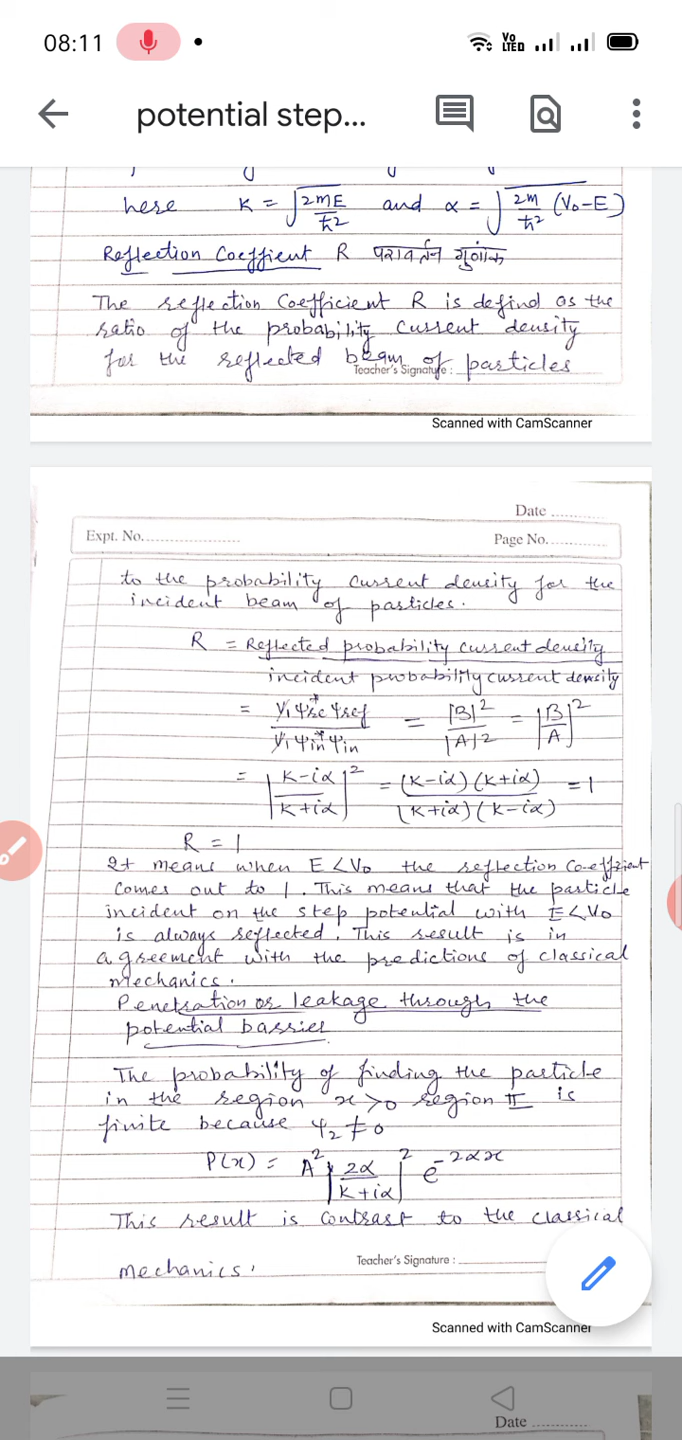 08:11
Vo LTED
potential step...
here K = √2mE/ħ2 and α = √2m/ħ2 (V0-E)
Reflection Coeffient R परावर्तन गुणांक
The reflection Coefficient R is defind as the
ratio of the probability current density
for the reflected beam of particles
Teacher's Signature :
Scanned with CamScanner
Date
Expt. No.
Page No.
to the probability current density for the
incident beam of particles.
R = Reflected probability current density
incident probability current density
= V1 ψ*ref ψref / V1 ψ*in ψin = |B|2 / |A|2 = |B/A|2
= |K-iα / K+iα|2 = (K-iα)(K+iα) / (K+iα)(K-iα) = 1
R = 1
It means when E<V0 the reflection Co-effient
Comes out to 1. This means that the particle
incident on the step potential with E<V0
is always reflected. This result is in
agreement with the predictions of classical
mechanics.
Penetration or leakage through the
potential barrier
The probability of finding the particle
in the region x>0 region II is
finite because ψ2 ≠ 0
P(x) = A2 |2α / K+iα|2 e-2αx
This result is contrast to the classical
mechanics.
Teacher's Signature :
Scanned with CamScanner
Date